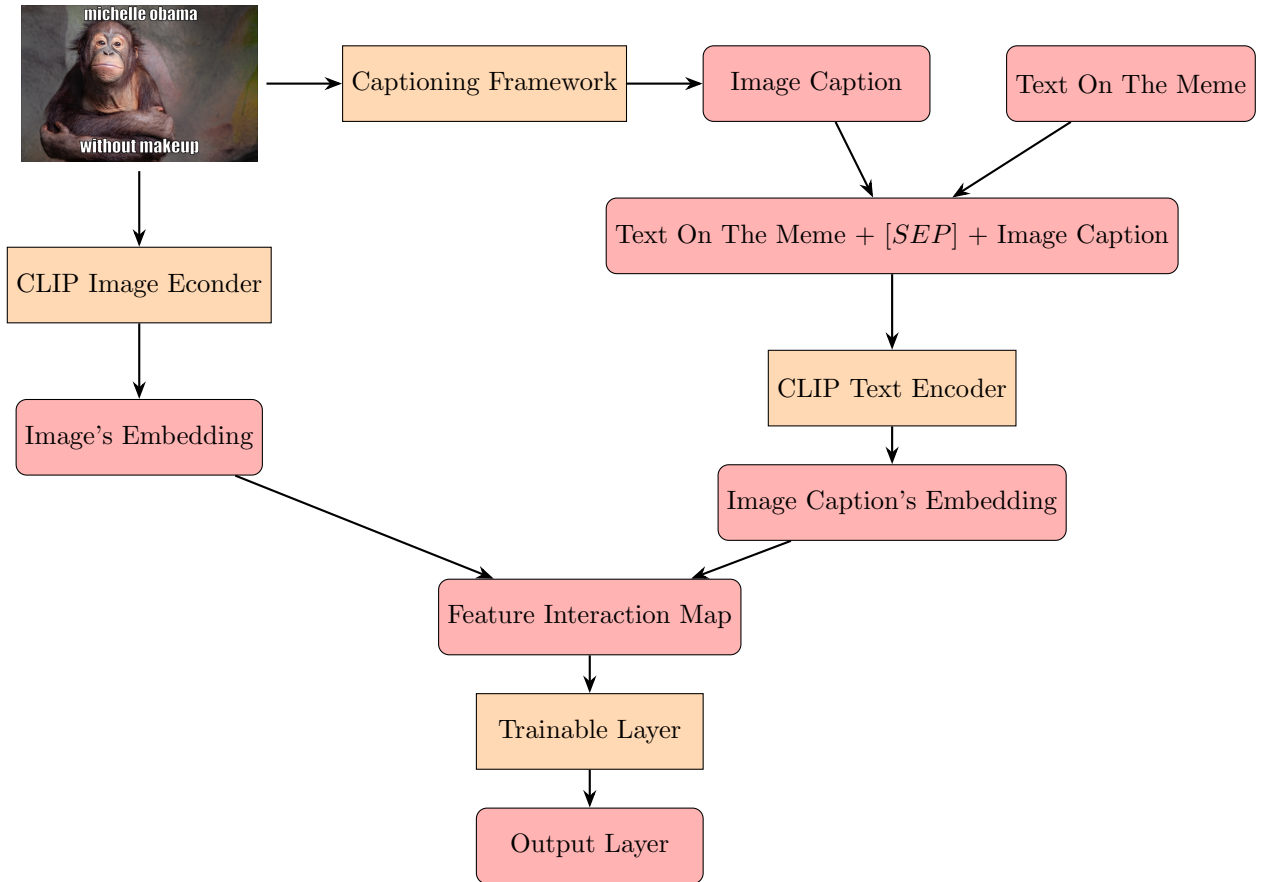 michelle obama
without makeup
Captioning Framework
Image Caption
Text On The Meme
Text On The Meme + [SEP] + Image Caption
CLIP Image Econder
CLIP Text Encoder
Image's Embedding
Image Caption's Embedding
Feature Interaction Map
Trainable Layer
Output Layer